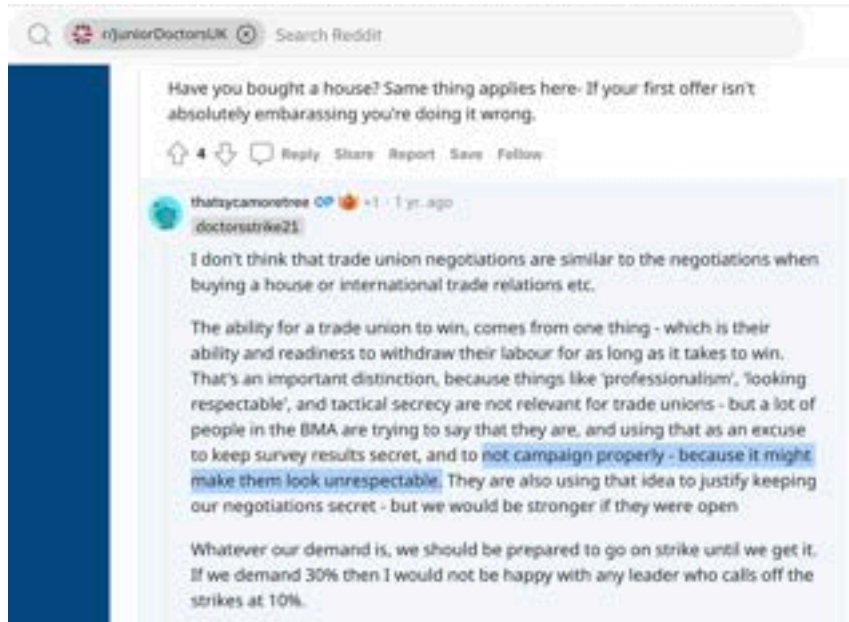 r/JuniorDoctorsUK Search Reddit
Have you bought a house? Same thing applies here- If your first offer isn't
absolutely embarassing you're doing it wrong.
4 Reply Share Report Save Follow
thatsycamoretree OP +1 · 1 yr. ago
doctorsstrike21
I don't think that trade union negotiations are similar to the negotiations when
buying a house or international trade relations etc.
The ability for a trade union to win, comes from one thing - which is their
ability and readiness to withdraw their labour for as long as it takes to win.
That's an important distinction, because things like 'professionalism', 'looking
respectable', and tactical secrecy are not relevant for trade unions - but a lot of
people in the BMA are trying to say that they are, and using that as an excuse
to keep survey results secret, and to not campaign properly - because it might
make them look unrespectable. They are also using that idea to justify keeping
our negotiations secret - but we would be stronger if they were open
Whatever our demand is, we should be prepared to go on strike until we get it.
If we demand 30% then I would not be happy with any leader who calls off the
strikes at 10%.